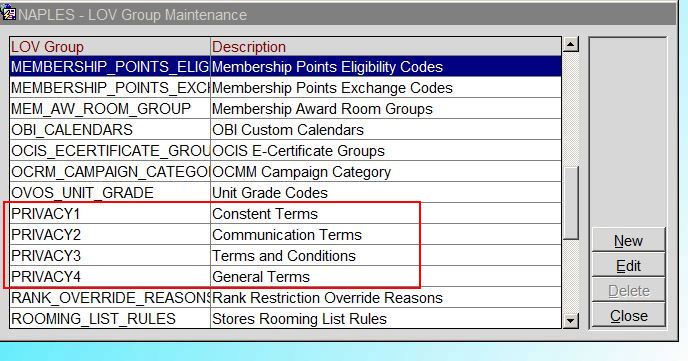 NAPLES - LOV Group Maintenance
LOV Group Description
MEMBERSHIP_POINTS_ELIG Membership Points Eligibility Codes
MEMBERSHIP_POINTS_EXCH Membership Points Exchange Codes
MEM_AW_ROOM_GROUP Membership Award Room Groups
OBI_CALENDARS OBI Custom Calendars
OCIS_ECERTIFICATE_GROU OCIS E-Certificate Groups
OCRM_CAMPAIGN_CATEGO OCMM Campaign Category
OVOS_UNIT_GRADE Unit Grade Codes
PRIVACY1 Constent Terms
PRIVACY2 Communication Terms
PRIVACY3 Terms and Conditions
PRIVACY4 General Terms
RANK_OVERRIDE_REASONS Rank Restriction Override Reasons
ROOMING_LIST_RULES Stores Rooming List Rules
New
Edit
Delete
Close